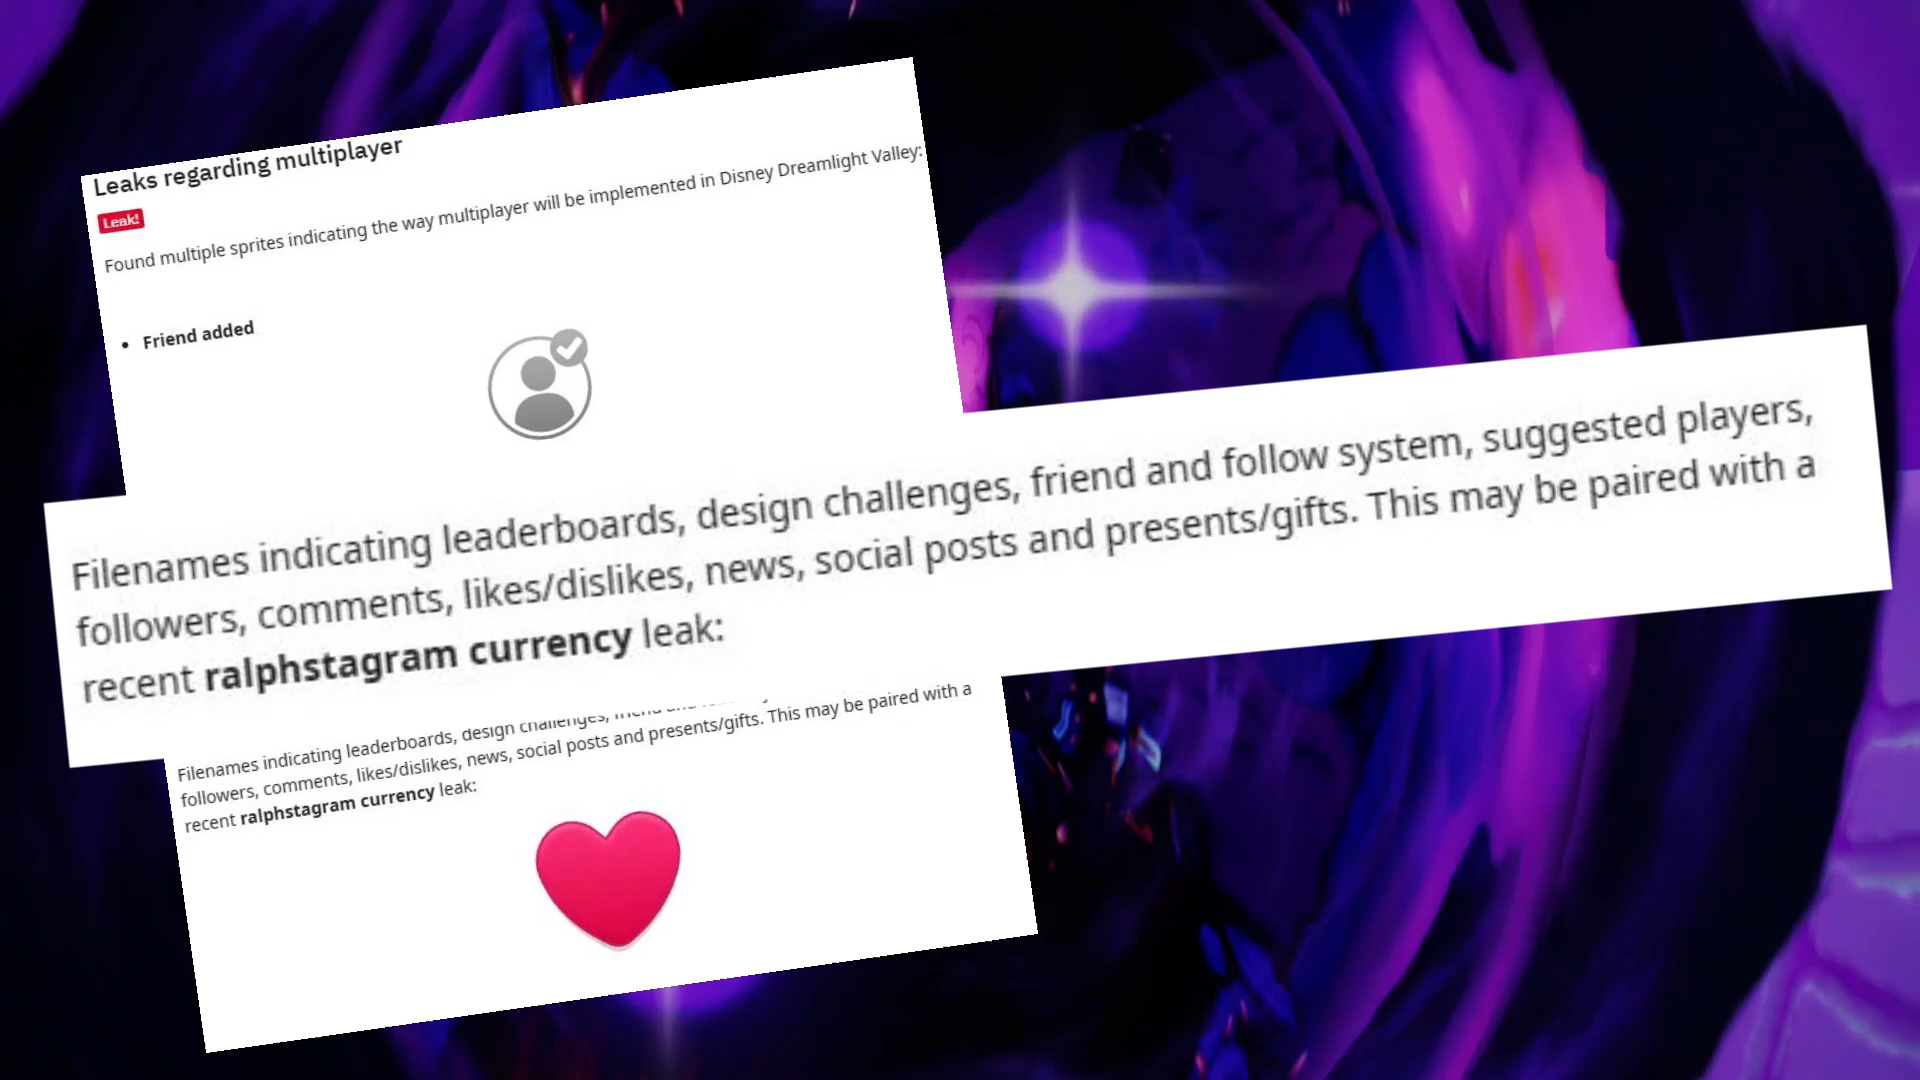 Leaks regarding multiplayer
Leak!
Found multiple sprites indicating the way multiplayer will be implemented in Disney Dreamlight Valley:
• Friend added
Filenames indicating leaderboards, design challenges, friend and follow system, suggested players,
followers, comments, likes/dislikes, news, social posts and presents/gifts. This may be paired with a
recent ralphstagram currency leak:
Filenames indicating leaderboards, design challenges, friend and
followers, comments, likes/dislikes, news, social posts and presents/gifts. This may be paired with a
recent ralphstagram currency leak: